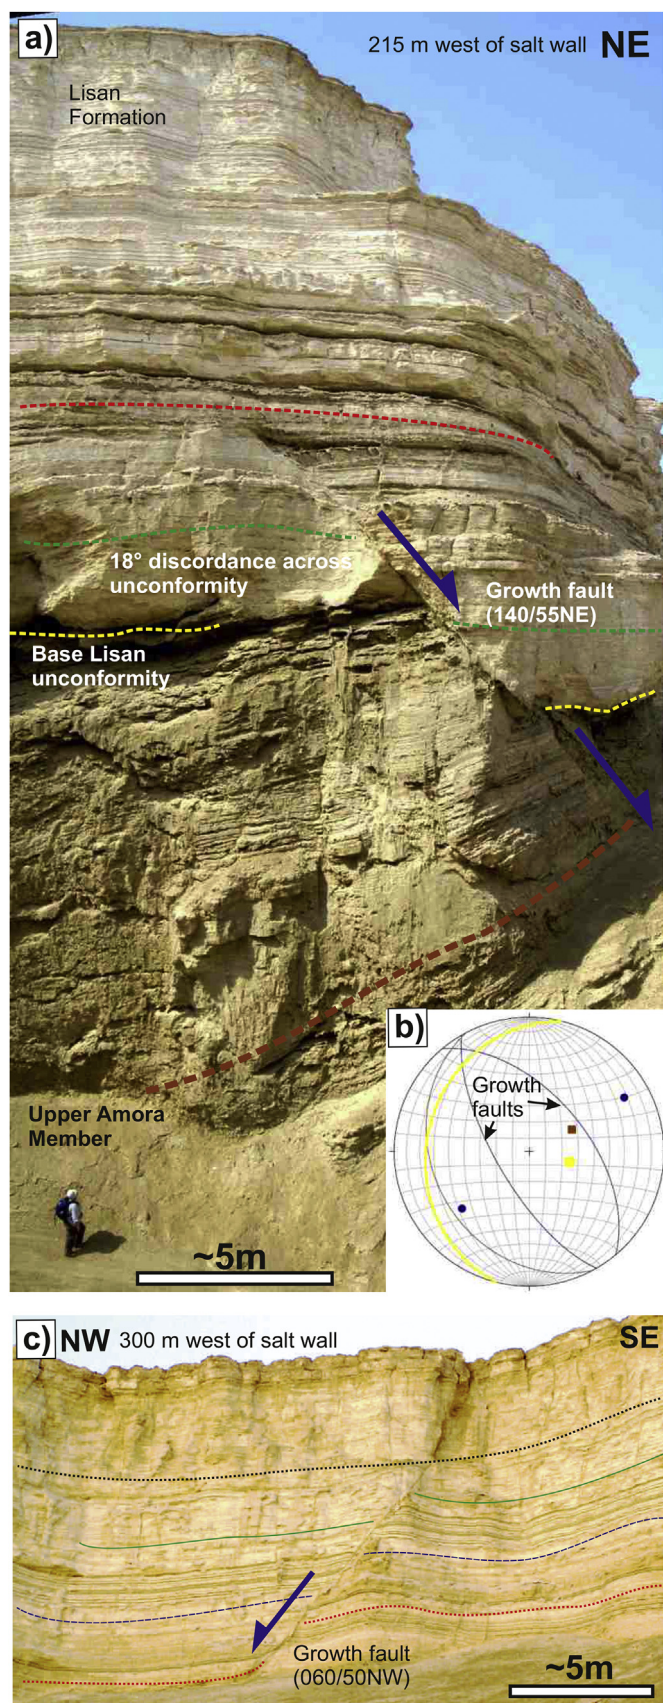 a)
215 m west of salt wall NE
Lisan
Formation
18° discordance across
unconformity
Growth fault
(140/55NE)
Base Lisan
unconformity
b)
Growth
faults
Upper Amora
Member
~5m
c) NW 300 m west of salt wall SE
Growth fault
(060/50NW)
~5m